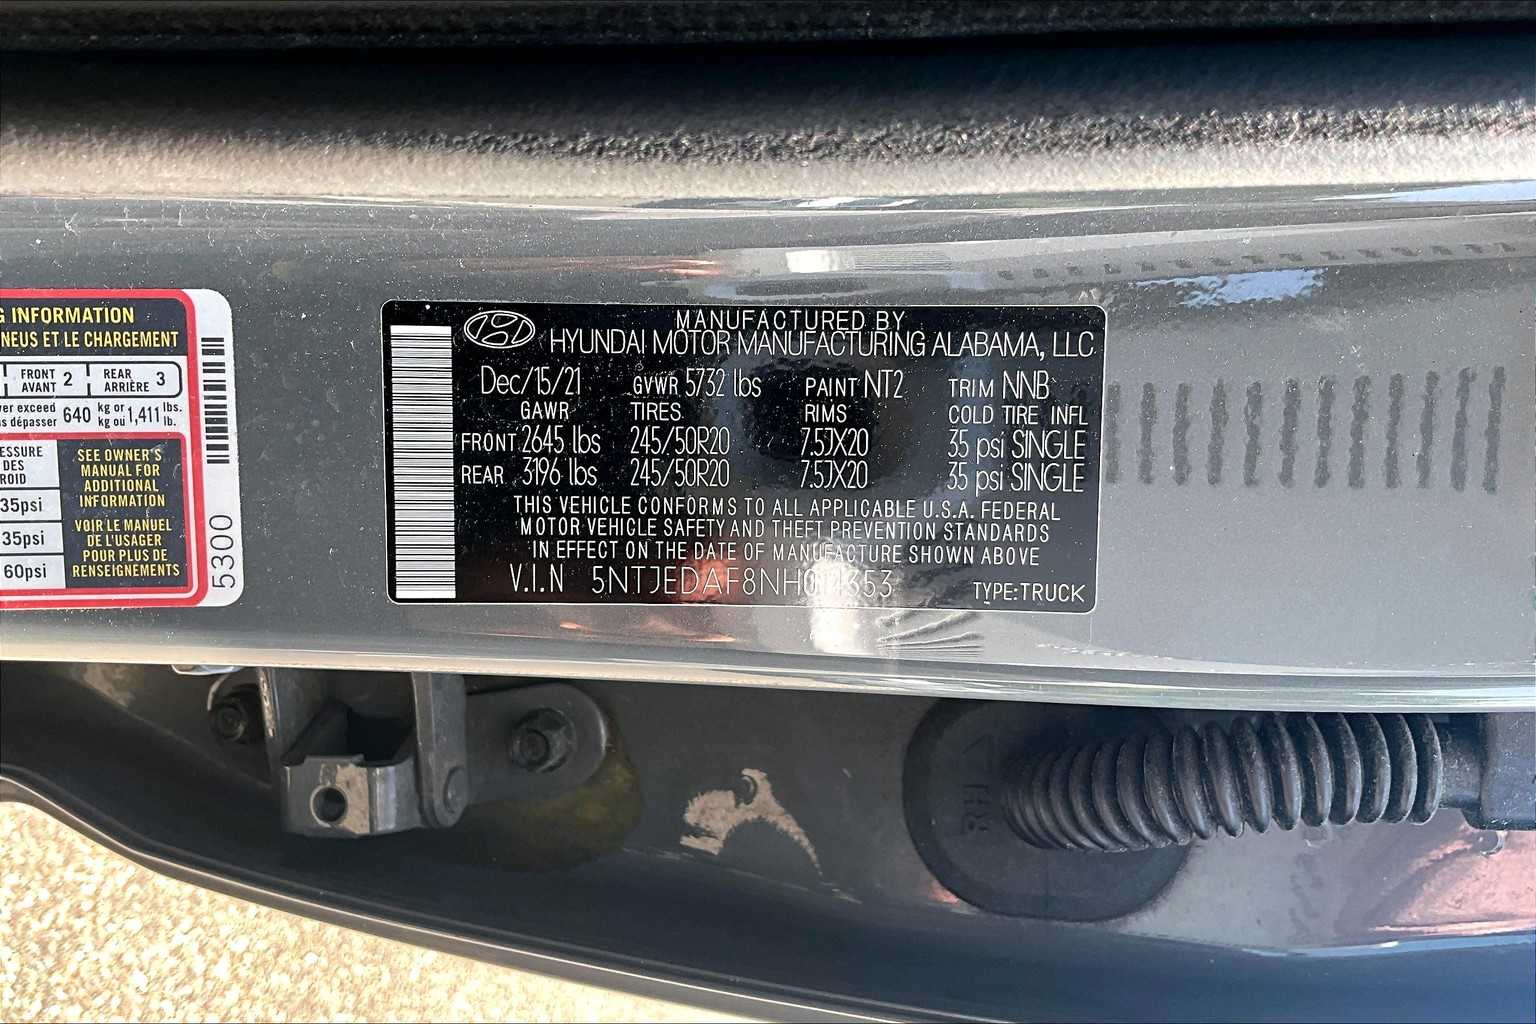 G INFORMATION
NEUS ET LE CHARGEMENT
FRONT AVANT 2 REAR ARRIÈRE 3
er exceed 640 kg or 1,411 lbs.
s dépasser kg ou lb.
ESSURE
DES
ROID
35psi
35psi
60psi
SEE OWNER'S
MANUAL FOR
ADDITIONAL
INFORMATION
VOIR LE MANUEL
DE L'USAGER
POUR PLUS DE
RENSEIGNEMENTS
5300
MANUFACTURED BY
HYUNDAI MOTOR MANUFACTURING ALABAMA, LLC
Dec/15/21 GVWR 5732 lbs PAINT NT2 TRIM NNB
GAWR TIRES RIMS COLD TIRE INFL
FRONT 2645 lbs 245/50R20 7.5JX20 35 psi SINGLE
REAR 3196 lbs 245/50R20 7.5JX20 35 psi SINGLE
THIS VEHICLE CONFORMS TO ALL APPLICABLE U.S.A. FEDERAL
MOTOR VEHICLE SAFETY AND THEFT PREVENTION STANDARDS
IN EFFECT ON THE DATE OF MANUFACTURE SHOWN ABOVE
V.I.N TYPE:TRUCK
RH